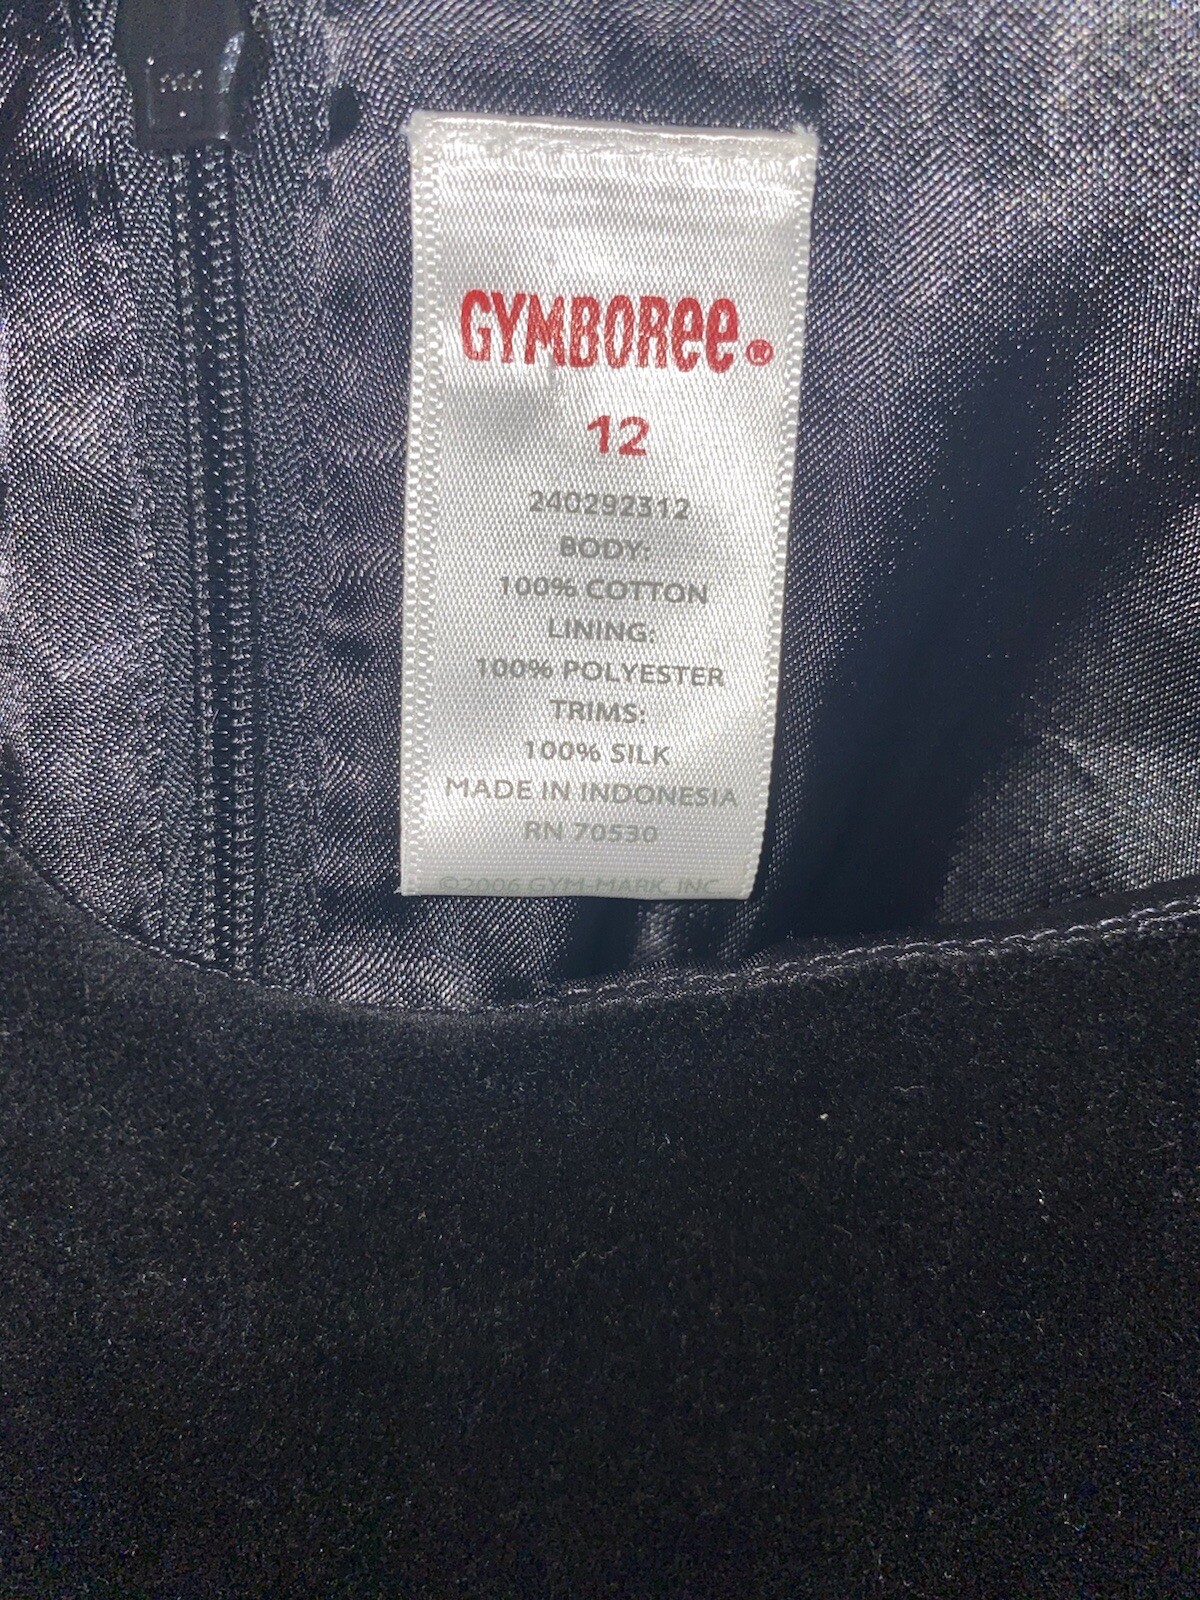 GYMBOREE®
12
240292312
BODY:
100% COTTON
LINING:
100% POLYESTER
TRIMS:
100% SILK
MADE IN INDONESIA
RN 70530
©2006 GYM-MARK, INC.